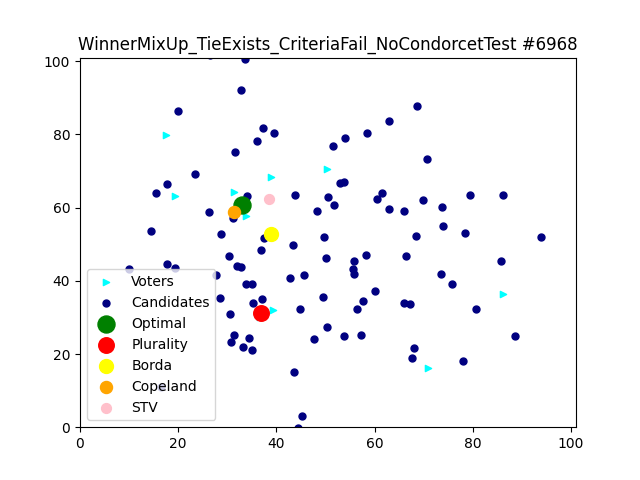 WinnerMixUp_TieExists_CriteriaFail_NoCondorcetTest #6968
100
80
60
40
20
0
Voters
Candidates
Optimal
Plurality
Borda
Copeland
STV
0 20 40 60 80 100